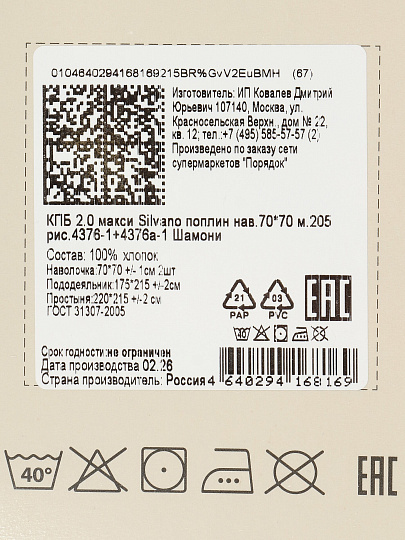 0104640294168169215BR%GvV2EuBMH (67)
Изготовитель: ИП Ковалев Дмитрий
Юрьевич 107140, Москва, ул.
Красносельская Верхн., дом № 22,
кв. 12; тел.:+7 (495) 585-57-57 (2)
Произведено по заказу сети
супермаркетов "Порядок"
КПБ 2.0 макси Silvano поплин нав.70*70 м.205
рис.4376-1+4376а-1 Шамони
Состав: 100% хлопок
Наволочка:70*70 +/- 1см 2шт
Пододеяльник:175*215 +/-2см
Простыня:220*215 +/-2 см
ГОСТ 31307-2005
21
PAP
03
PVC
EAC
40
Срок годности:не ограничен
Дата производства 02.26
Страна производитель: Россия
4 640294 168169
40°
EAC